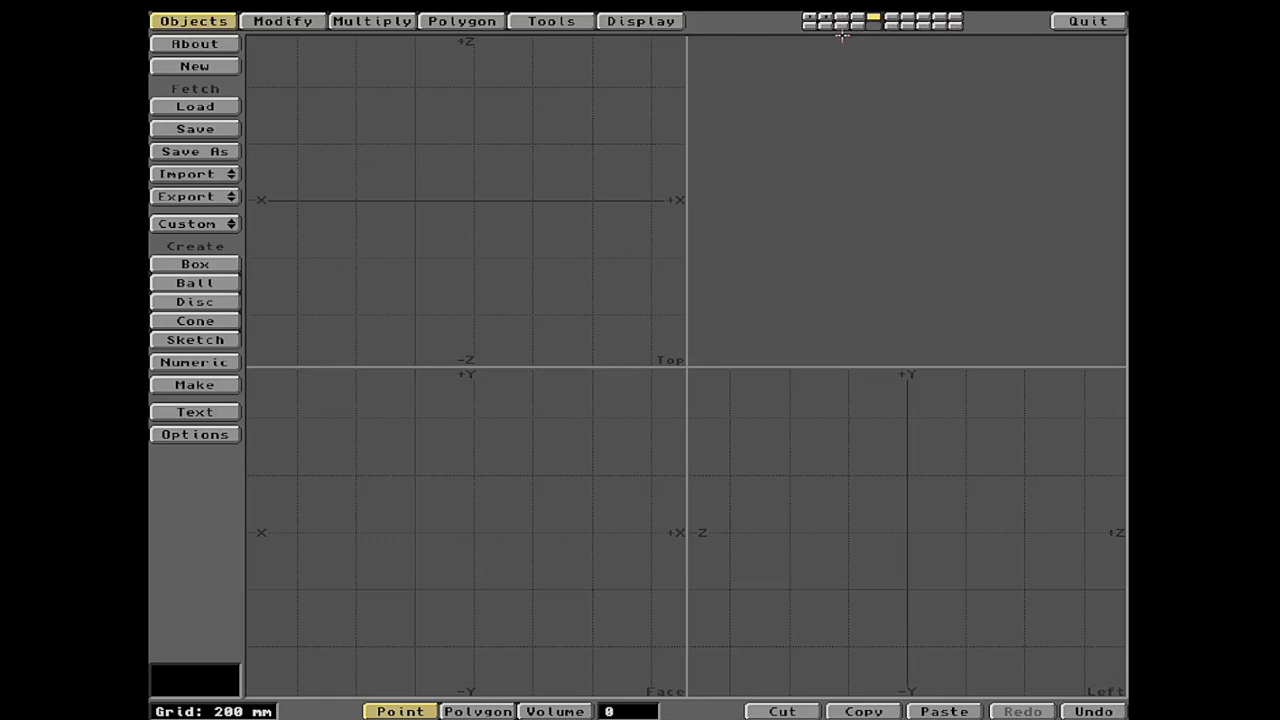 Objects Modify Multiply Polygon Tools Display Quit
About
New
Fetch
Load
Save
Save As
Import
Export
Custom
Create
Box
Ball
Disc
Cone
Sketch
Numeric
Make
Text
Options
+Z
-X +X
-Z Top
+Y
-X +X
-Y Face
+Y
-Z +Z
-Y Left
Grid: 200 mm Point Polygon Volume 0 Cut Copy Paste Redo Undo